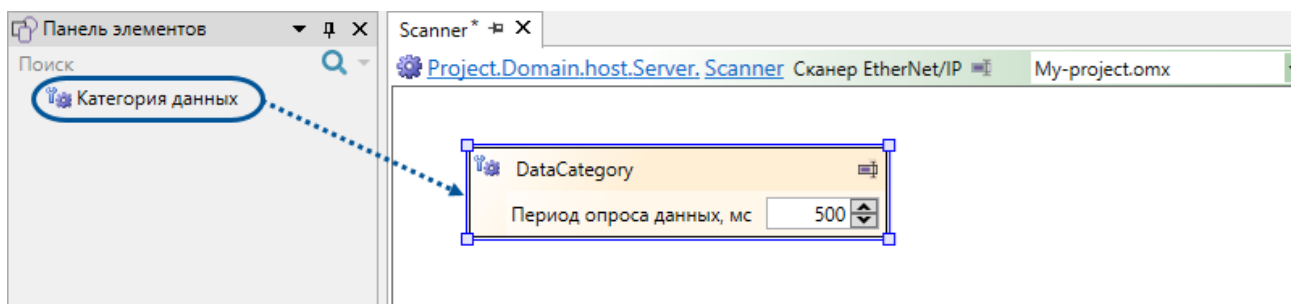 Панель элементов
Поиск
Категория данных
Scanner*
Project.Domain.host.Server. Scanner Сканер EtherNet/IP My-project.omx
DataCategory
Период опроса данных, мс 500